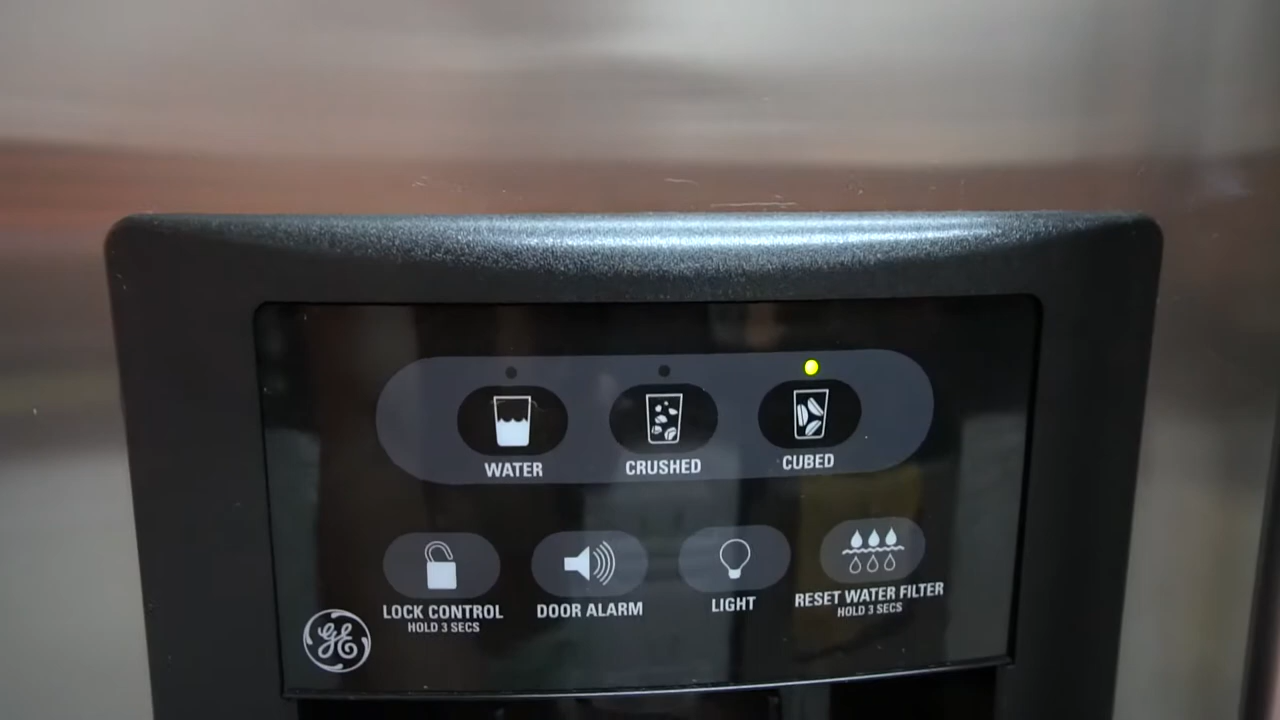 WATER
CRUSHED
CUBED
LOCK CONTROL
HOLD 3 SECS
DOOR ALARM
LIGHT
RESET WATER FILTER
HOLD 3 SECS
GE